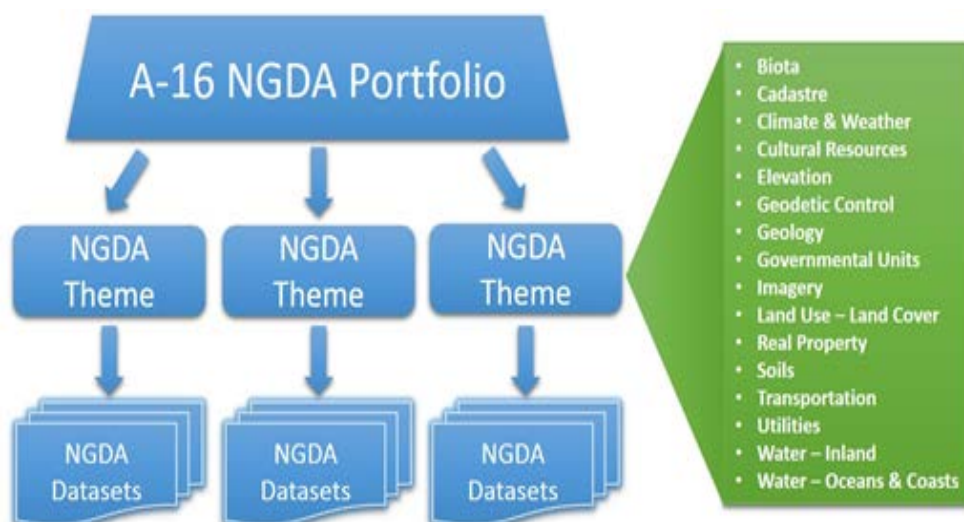 A-16 NGDA Portfolio
NGDA
Theme
NGDA
Theme
NGDA
Theme
NGDA
Datasets
NGDA
Datasets
NGDA
Datasets
• Biota
• Cadastre
• Climate & Weather
• Cultural Resources
• Elevation
• Geodetic Control
• Geology
• Governmental Units
• Imagery
• Land Use – Land Cover
• Real Property
• Soils
• Transportation
• Utilities
• Water – Inland
• Water – Oceans & Coasts